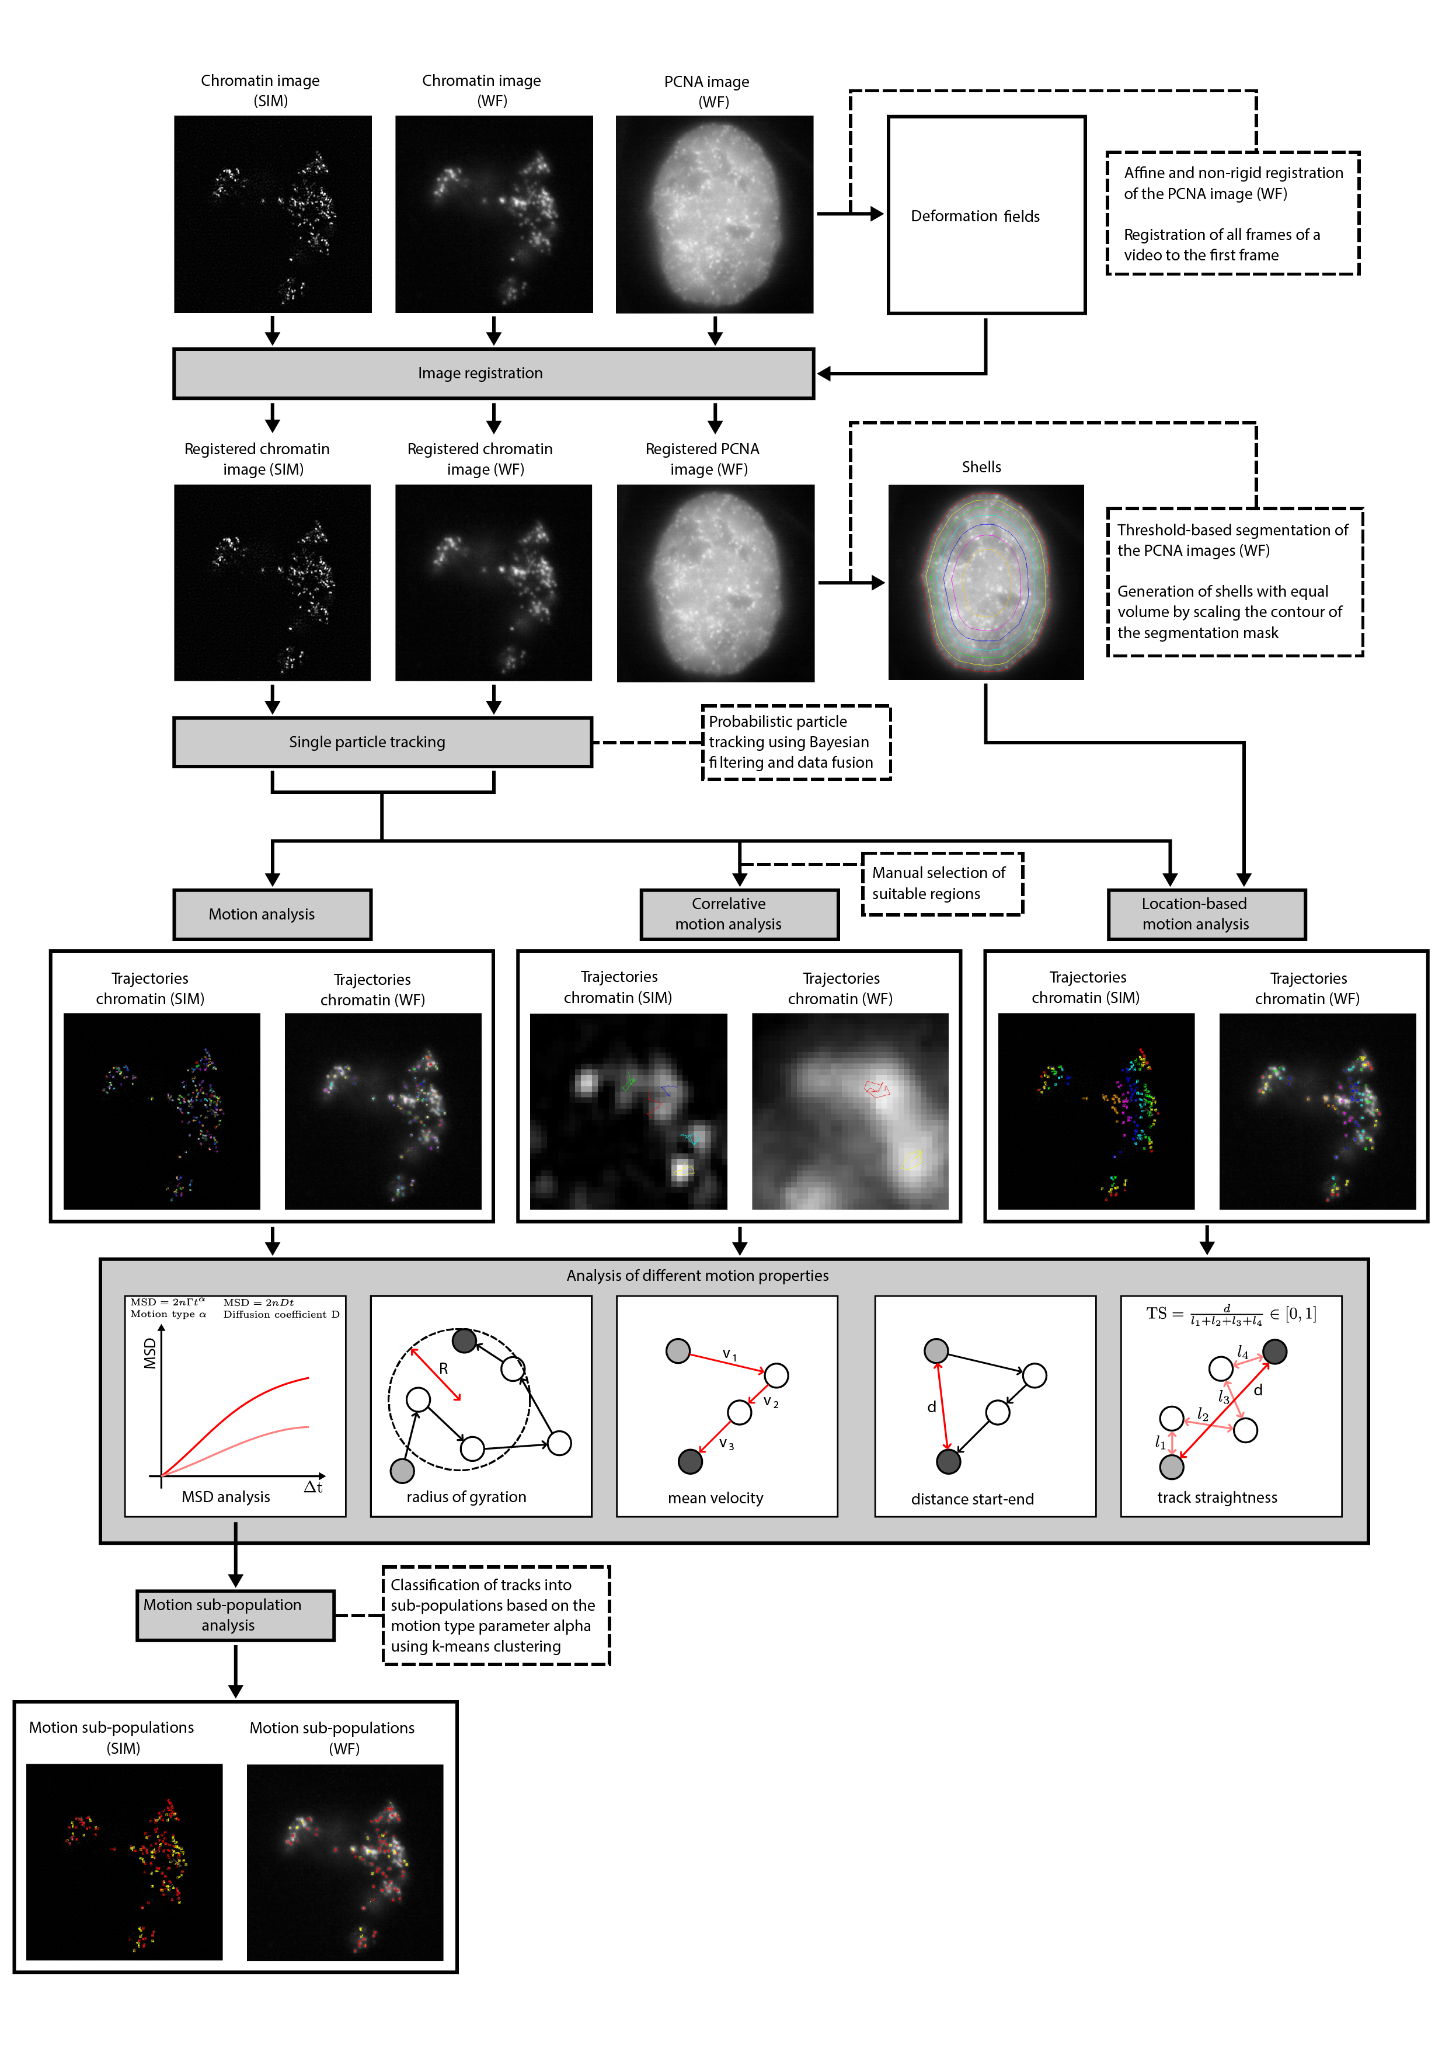 Chromatin image
(SIM)
Chromatin image
(WF)
PCNA image
(WF)
Deformation fields
Affine and non-rigid registration
of the PCNA image (WF)
Registration of all frames of a
video to the first frame
Image registration
Registered chromatin
image (SIM)
Registered chromatin
image (WF)
Registered PCNA
image (WF)
Shells
Threshold-based segmentation of
the PCNA images (WF)
Generation of shells with equal
volume by scaling the contour of
the segmentation mask
Single particle tracking
Probabilistic particle
tracking using Bayesian
filtering and data fusion
Manual selection of
suitable regions
Motion analysis
Correlative
motion analysis
Location-based
motion analysis
Trajectories
chromatin (SIM)
Trajectories
chromatin (WF)
Trajectories
chromatin (SIM)
Trajectories
chromatin (WF)
Trajectories
chromatin (SIM)
Trajectories
chromatin (WF)
Analysis of different motion properties
MSD = 2nΓt^α
Motion type α
MSD = 2nDt
Diffusion coefficient D
MSD
Δt
MSD analysis
R
radius of gyration
v1
v2
v3
mean velocity
d
distance start-end
TS = d / (l1+l2+l3+l4) ∈ [0, 1]
l4
l3
d
l2
l1
track straightness
Motion sub-population
analysis
Classification of tracks into
sub-populations based on the
motion type parameter alpha
using k-means clustering
Motion sub-populations
(SIM)
Motion sub-populations
(WF)